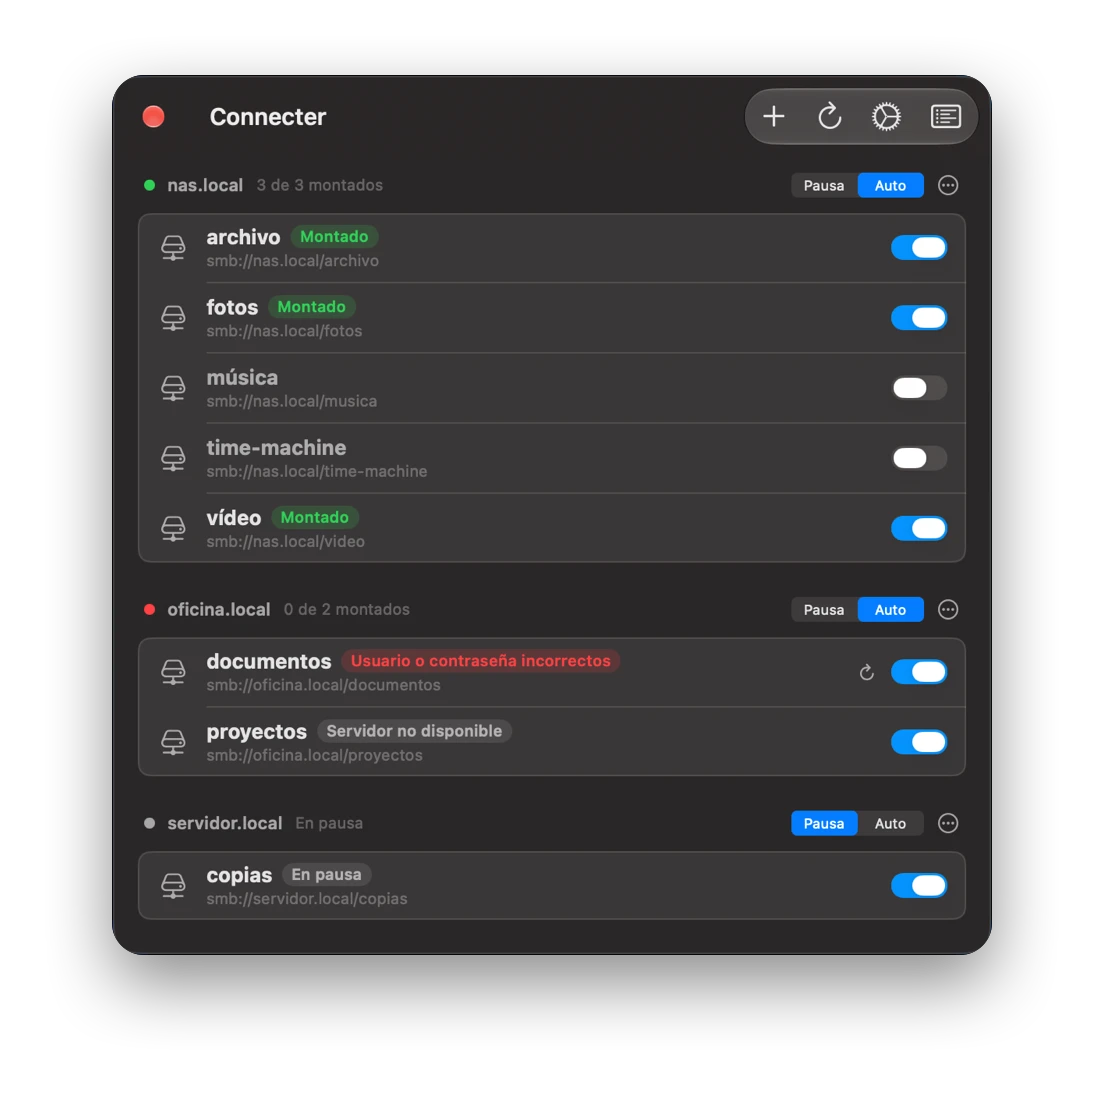 Connecter
nas.local 3 de 3 montados Pausa Auto
archivo Montado
smb://nas.local/archivo
fotos Montado
smb://nas.local/fotos
música
smb://nas.local/musica
time-machine
smb://nas.local/time-machine
vídeo Montado
smb://nas.local/video
oficina.local 0 de 2 montados Pausa Auto
documentos Usuario o contraseña incorrectos
smb://oficina.local/documentos
proyectos Servidor no disponible
smb://oficina.local/proyectos
servidor.local En pausa Pausa Auto
copias En pausa
smb://servidor.local/copias